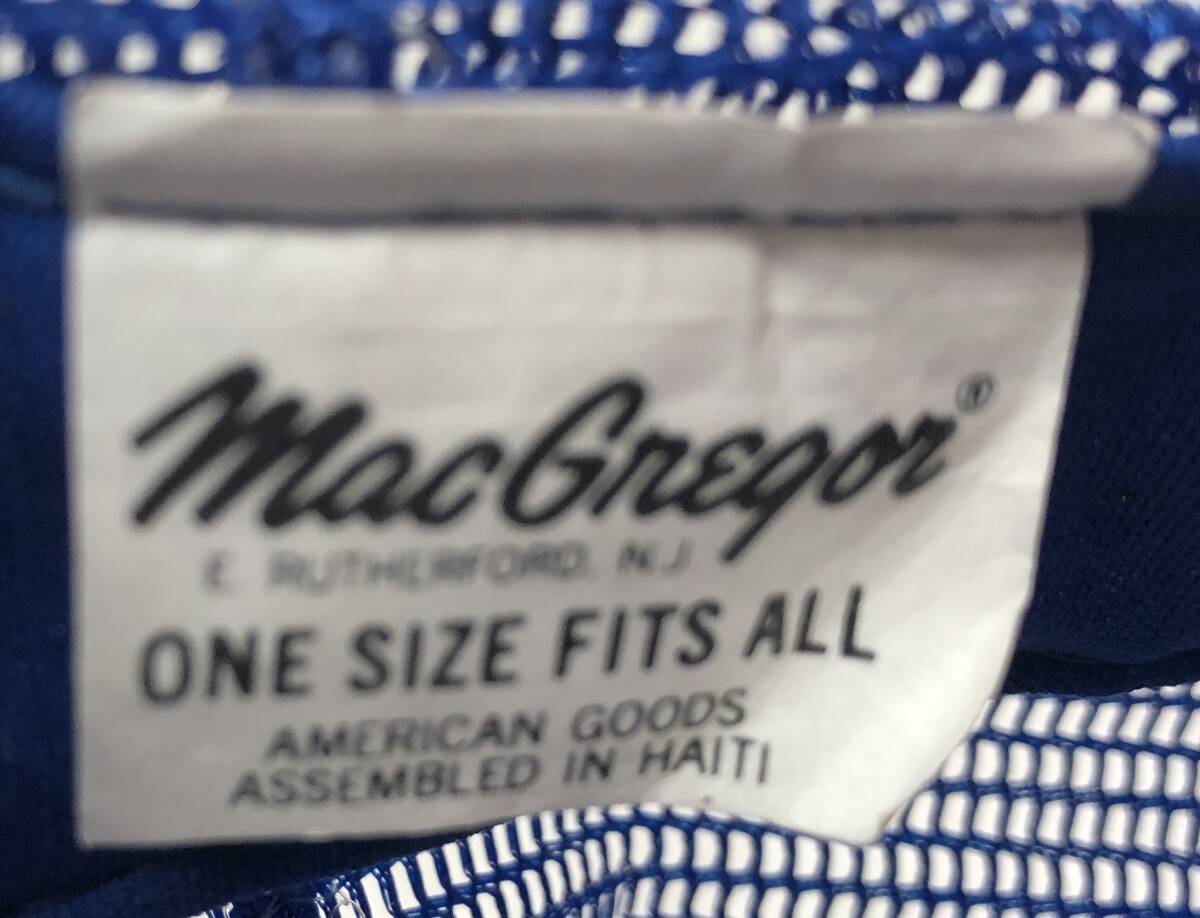 MacGregor®
E. RUTHERFORD, N.J
ONE SIZE FITS ALL
AMERICAN GOODS
ASSEMBLED IN HAITI